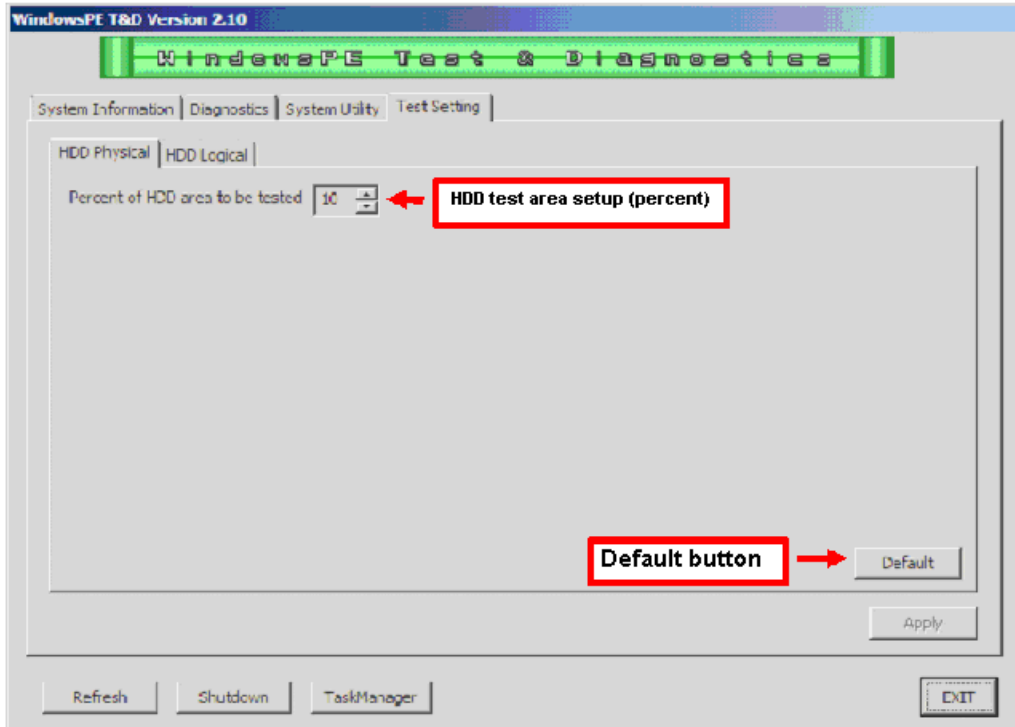 WindowsPE T&D Version 2.10
WindowsPE Test & Diagnostics
System Information Diagnostics System Utility Test Setting
HDD Physical HDD Logical
Percent of HDD area to be tested 10 HDD test area setup (percent)
Default button Default
Apply
Refresh Shutdown TaskManager EXIT